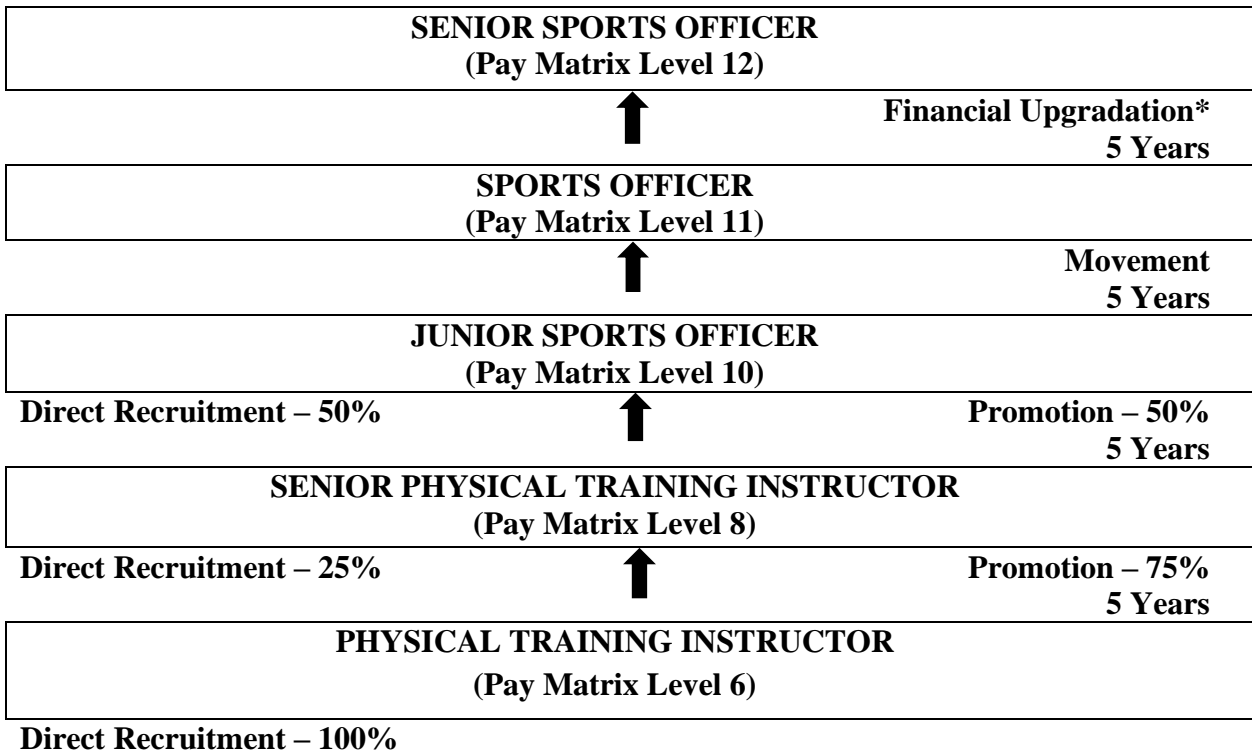 SENIOR SPORTS OFFICER
(Pay Matrix Level 12)
Financial Upgradation*
5 Years
SPORTS OFFICER
(Pay Matrix Level 11)
Movement
5 Years
JUNIOR SPORTS OFFICER
(Pay Matrix Level 10)
Direct Recruitment – 50% Promotion – 50%
5 Years
SENIOR PHYSICAL TRAINING INSTRUCTOR
(Pay Matrix Level 8)
Direct Recruitment – 25% Promotion – 75%
5 Years
PHYSICAL TRAINING INSTRUCTOR
(Pay Matrix Level 6)
Direct Recruitment – 100%